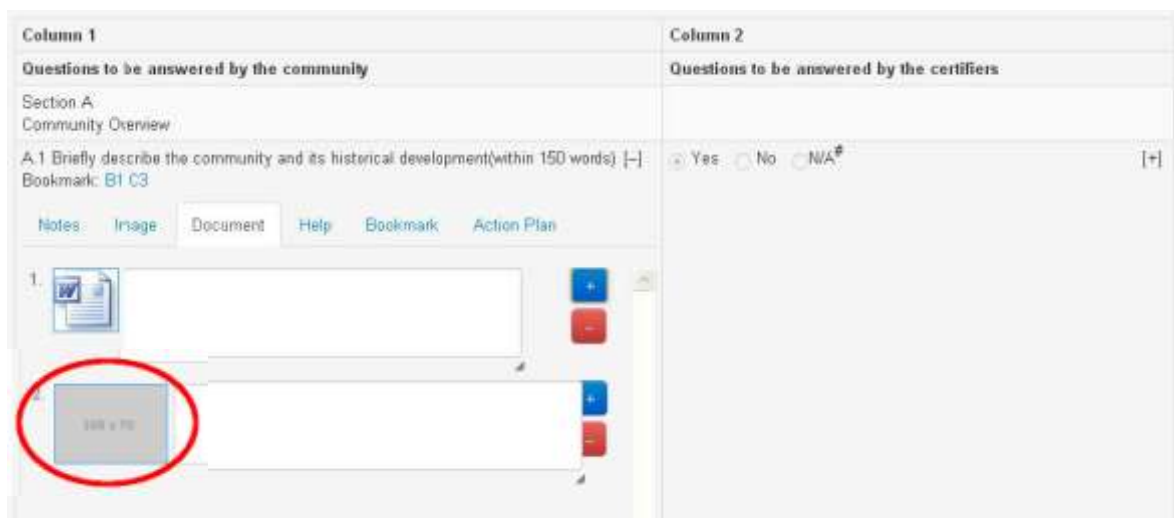 Column 1
Column 2
Questions to be answered by the community
Questions to be answered by the certifiers
Section A
Community Overview
A.1 Briefly describe the community and its historical development(within 150 words) [–]
Yes No N/A# [+]
Bookmark: B1 C3
Notes Image Document Help Bookmark Action Plan
1.
W
+
–
2.
+
–